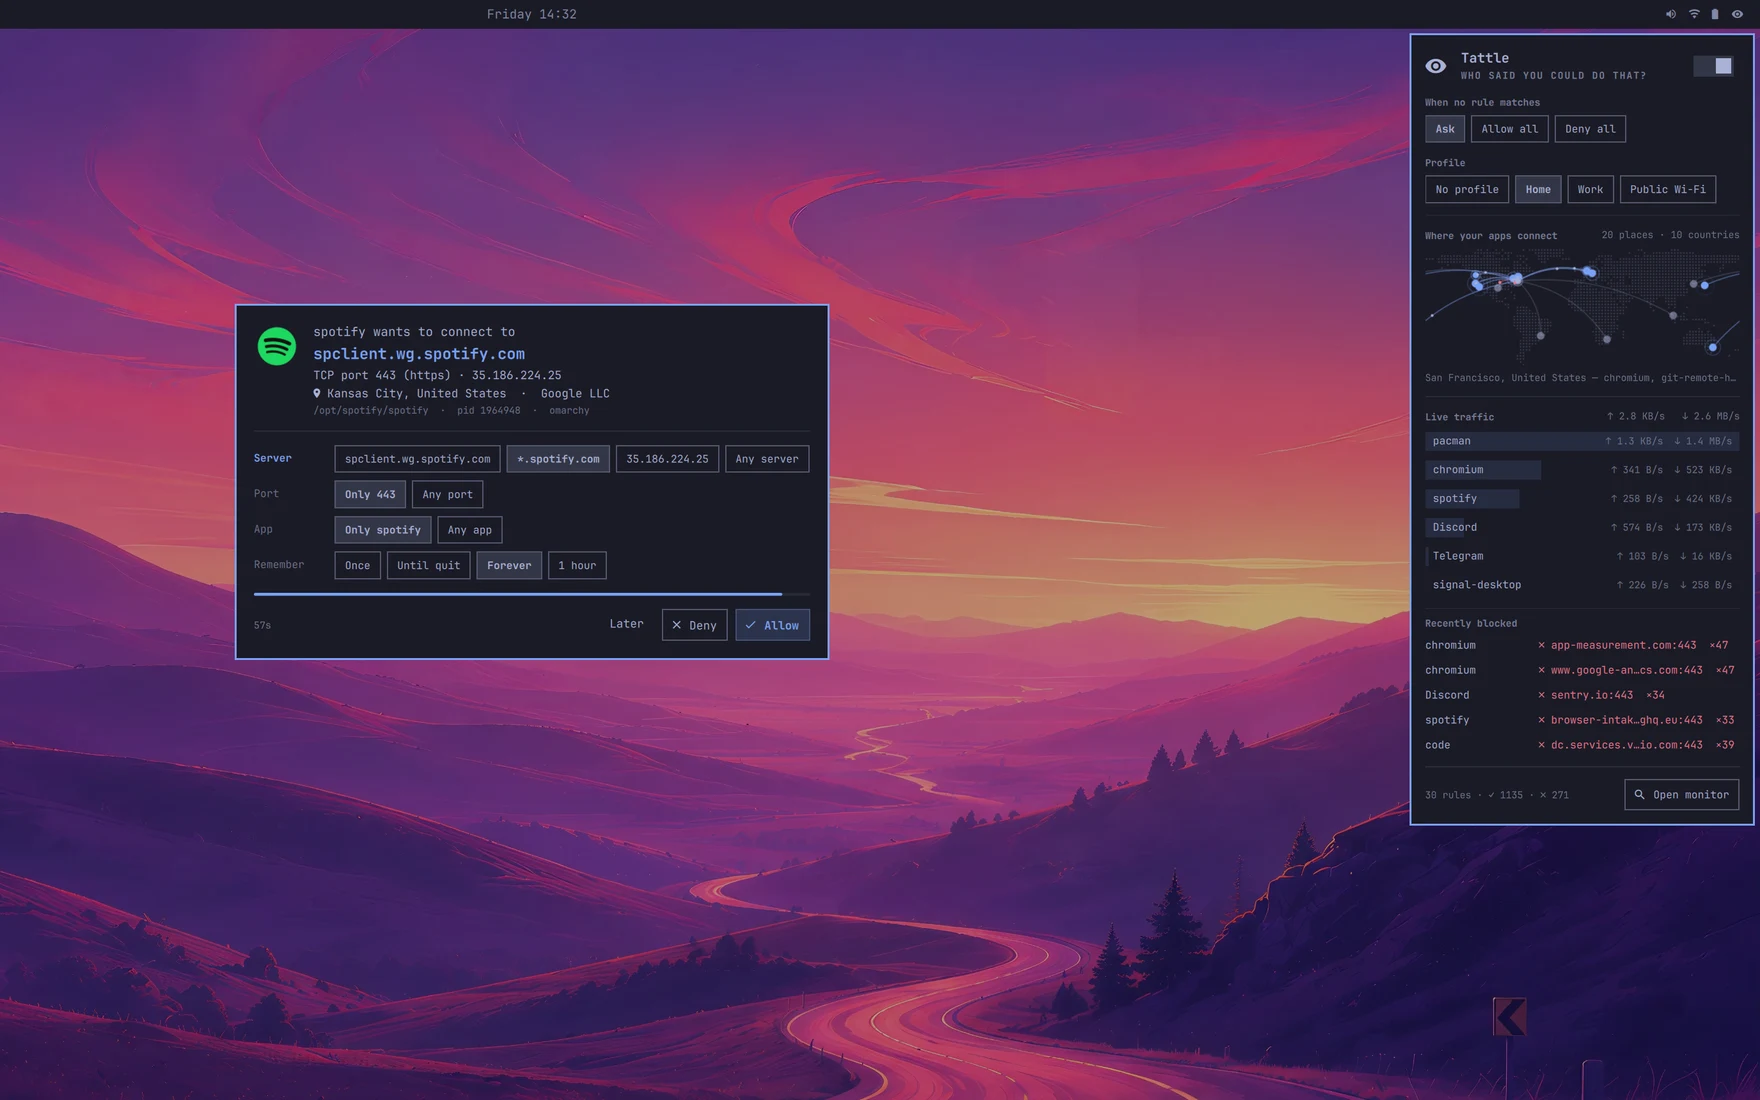 Friday 14:32
spotify wants to connect to
spclient.wg.spotify.com
TCP port 443 (https) · 35.186.224.25
Kansas City, United States · Google LLC
/opt/spotify/spotify · pid 1964948 · omarchy
Server spclient.wg.spotify.com *.spotify.com 35.186.224.25 Any server
Port Only 443 Any port
App Only spotify Any app
Remember Once Until quit Forever 1 hour
57s Later × Deny ✓ Allow
Tattle
WHO SAID YOU COULD DO THAT?
When no rule matches
Ask Allow all Deny all
Profile
No profile Home Work Public Wi-Fi
Where your apps connect 20 places · 10 countries
San Francisco, United States — chromium, git-remote-h…
Live traffic ↑ 2.8 KB/s ↓ 2.6 MB/s
pacman ↑ 1.3 KB/s ↓ 1.4 MB/s
chromium ↑ 341 B/s ↓ 523 KB/s
spotify ↑ 258 B/s ↓ 424 KB/s
Discord ↑ 574 B/s ↓ 173 KB/s
Telegram ↑ 103 B/s ↓ 16 KB/s
signal-desktop ↑ 226 B/s ↓ 258 B/s
Recently blocked
chromium × app-measurement.com:443 ×47
chromium × www.google-an…cs.com:443 ×47
Discord × sentry.io:443 ×34
spotify × browser-intak…ghq.eu:443 ×33
code × dc.services.v…io.com:443 ×39
30 rules · ✓ 1135 · × 271 Open monitor